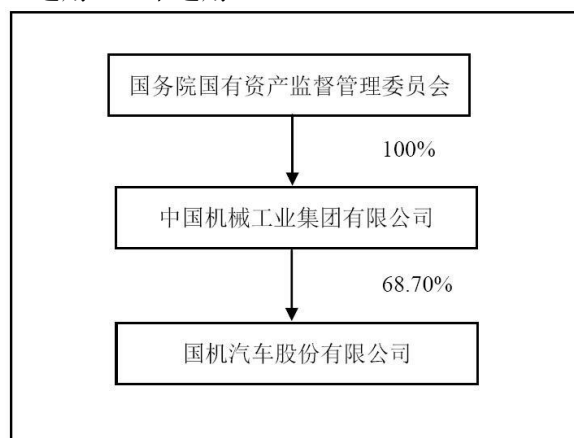 国务院国有资产监督管理委员会
100%
中国机械工业集团有限公司
68.70%
国机汽车股份有限公司